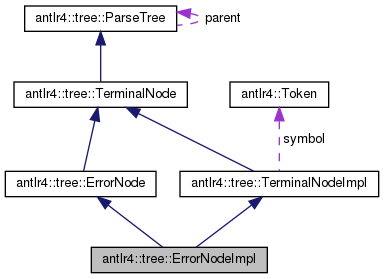 antlr4::tree::ParseTree
parent
antlr4::tree::TerminalNode
antlr4::Token
symbol
antlr4::tree::ErrorNode
antlr4::tree::TerminalNodeImpl
antlr4::tree::ErrorNodeImpl